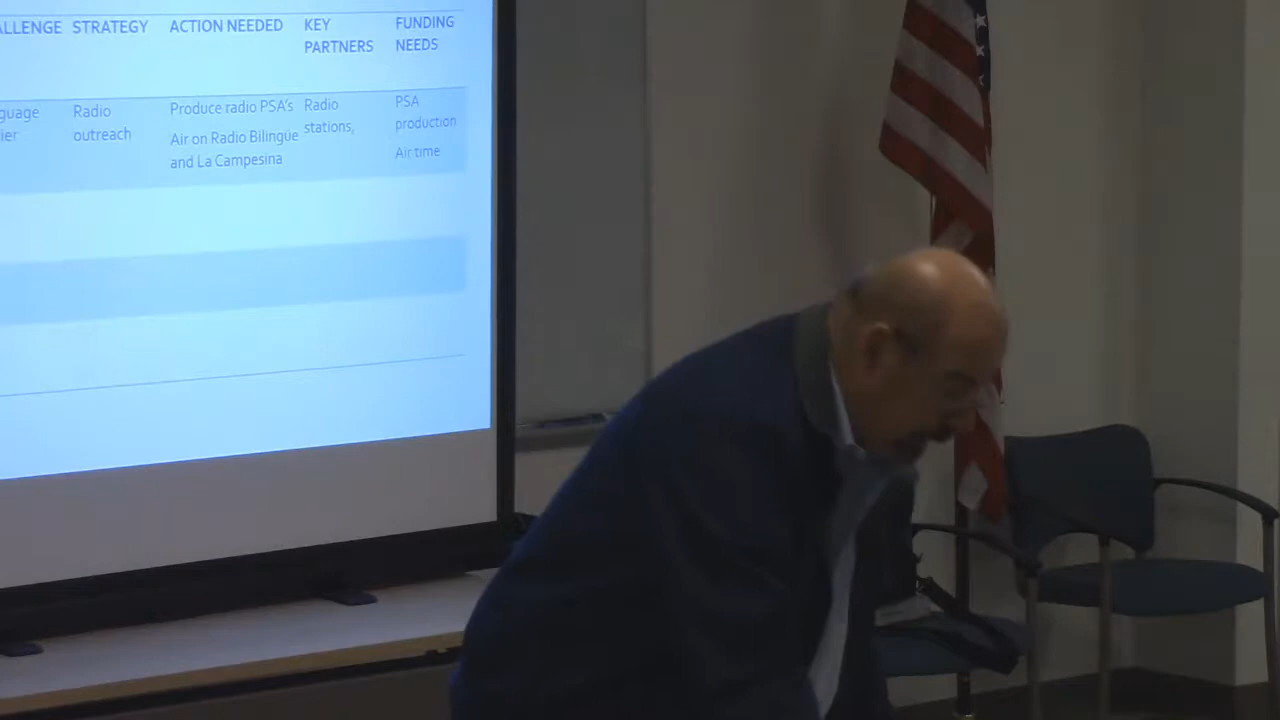 ALLENGE STRATEGY ACTION NEEDED KEY PARTNERS FUNDING NEEDS
guage
ier
Radio
outreach
Produce radio PSA's
Air on Radio Bilingüe
and La Campesina
Radio
stations,
PSA
production
Air time